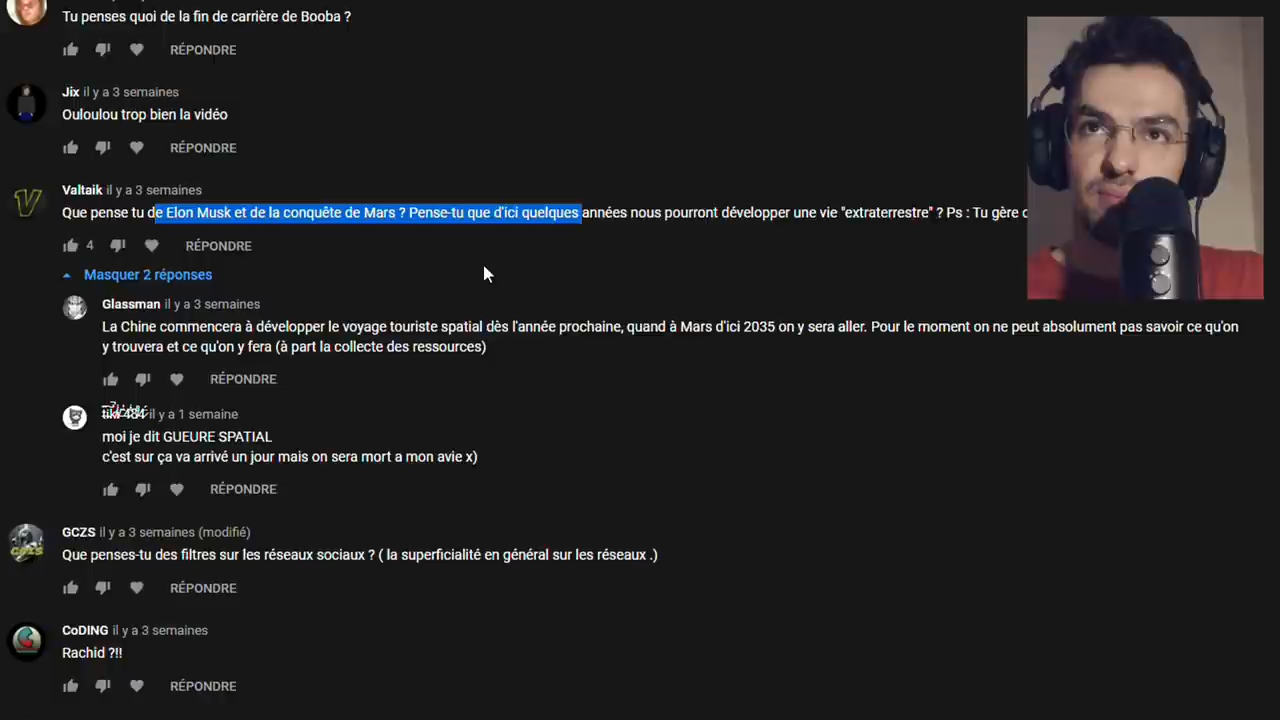 Tu penses quoi de la fin de carrière de Booba ?
RÉPONDRE
Jix il y a 3 semaines
Ouloulou trop bien la vidéo
RÉPONDRE
Valtaik il y a 3 semaines
Que pense tu de Elon Musk et de la conquête de Mars ? Pense-tu que d'ici quelques années nous pourront développer une vie "extraterrestre" ? Ps : Tu gère
4 RÉPONDRE
Masquer 2 réponses
Glassman il y a 3 semaines
La Chine commencera à développer le voyage touriste spatial dès l'année prochaine, quand à Mars d'ici 2035 on y sera aller. Pour le moment on ne peut absolument pas savoir ce qu'on
y trouvera et ce qu'on y fera (à part la collecte des ressources)
RÉPONDRE
il y a 1 semaine
moi je dit GUEURE SPATIAL
c'est sur ça va arrivé un jour mais on sera mort a mon avie x)
RÉPONDRE
GCZS il y a 3 semaines (modifié)
Que penses-tu des filtres sur les réseaux sociaux ? ( la superficialité en général sur les réseaux .)
RÉPONDRE
CoDING il y a 3 semaines
Rachid ?!!
RÉPONDRE